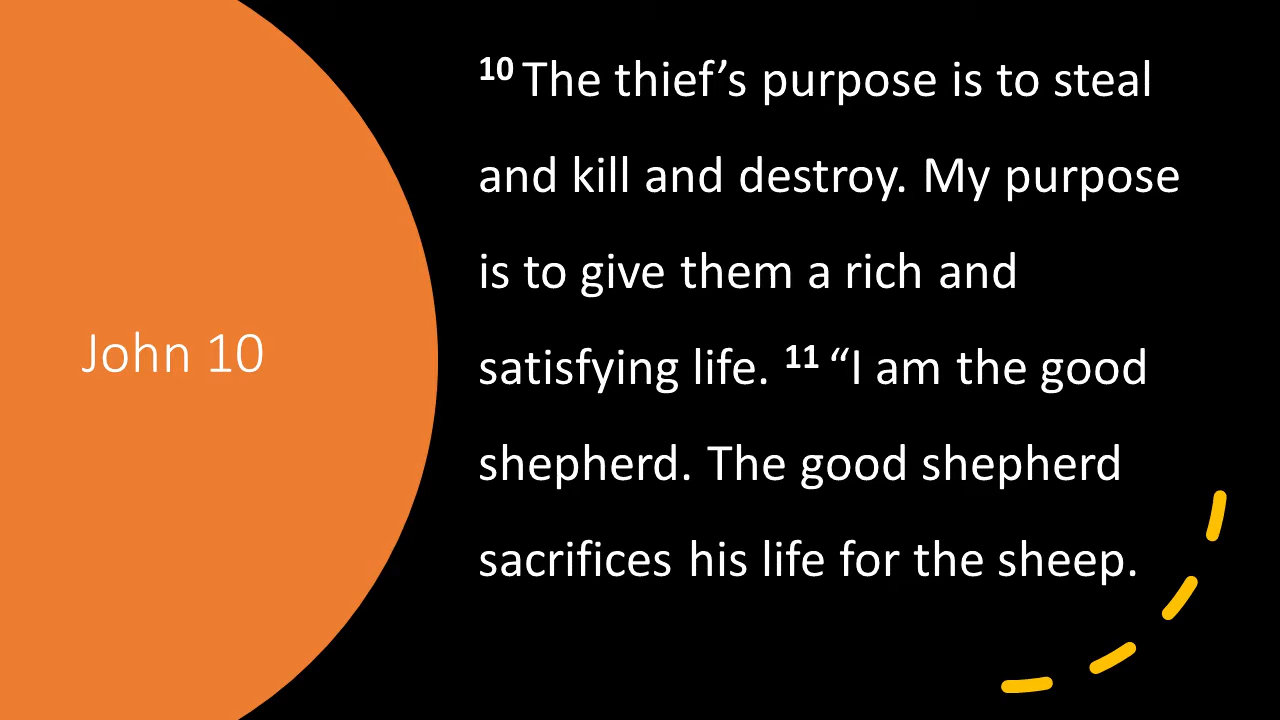 John 10
10 The thief’s purpose is to steal
and kill and destroy. My purpose
is to give them a rich and
satisfying life. 11 “I am the good
shepherd. The good shepherd
sacrifices his life for the sheep.